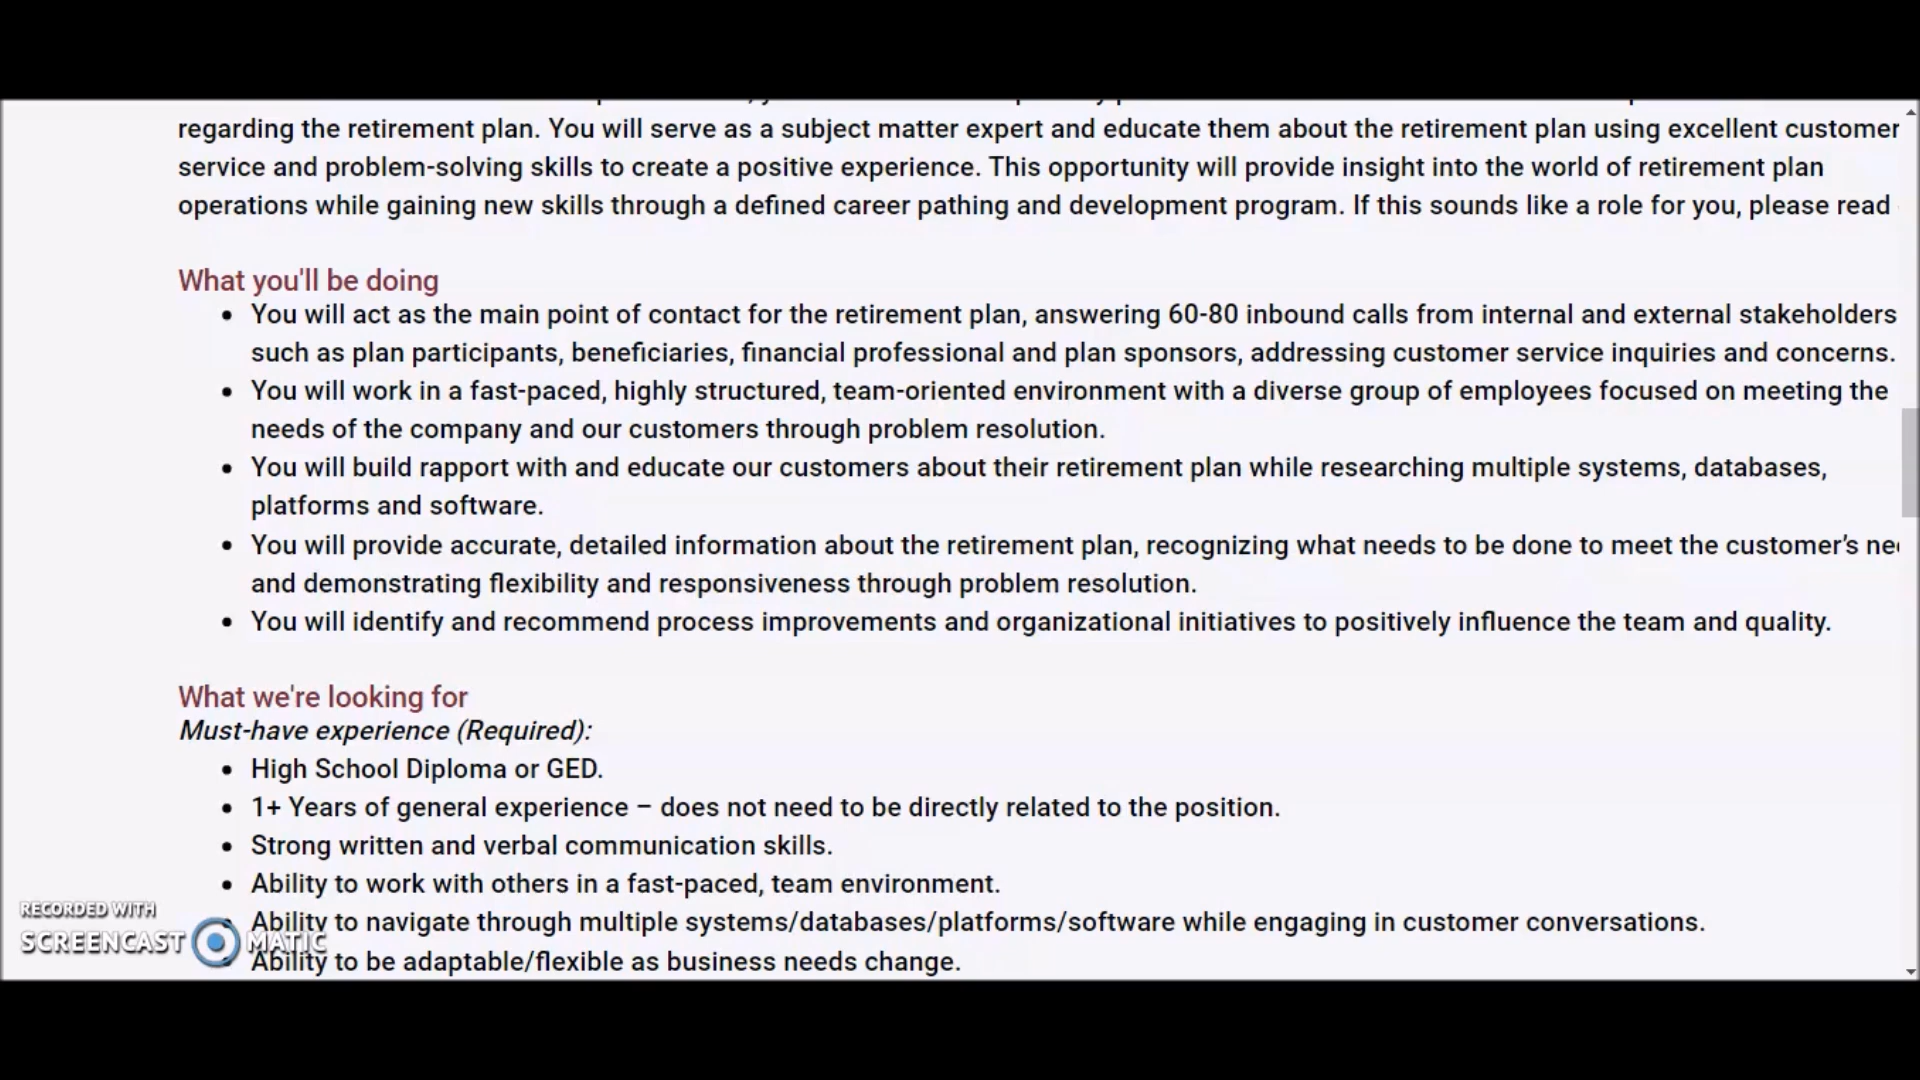 regarding the retirement plan. You will serve as a subject matter expert and educate them about the retirement plan using excellent customer
service and problem-solving skills to create a positive experience. This opportunity will provide insight into the world of retirement plan
operations while gaining new skills through a defined career pathing and development program. If this sounds like a role for you, please read
What you'll be doing
• You will act as the main point of contact for the retirement plan, answering 60-80 inbound calls from internal and external stakeholders
such as plan participants, beneficiaries, financial professional and plan sponsors, addressing customer service inquiries and concerns.
• You will work in a fast-paced, highly structured, team-oriented environment with a diverse group of employees focused on meeting the
needs of the company and our customers through problem resolution.
• You will build rapport with and educate our customers about their retirement plan while researching multiple systems, databases,
platforms and software.
• You will provide accurate, detailed information about the retirement plan, recognizing what needs to be done to meet the customer’s
and demonstrating flexibility and responsiveness through problem resolution.
• You will identify and recommend process improvements and organizational initiatives to positively influence the team and quality.
What we're looking for
Must-have experience (Required):
• High School Diploma or GED.
• 1+ Years of general experience – does not need to be directly related to the position.
• Strong written and verbal communication skills.
• Ability to work with others in a fast-paced, team environment.
• Ability to navigate through multiple systems/databases/platforms/software while engaging in customer conversations.
• Ability to be adaptable/flexible as business needs change.
RECORDED WITH
SCREENCAST MATIC